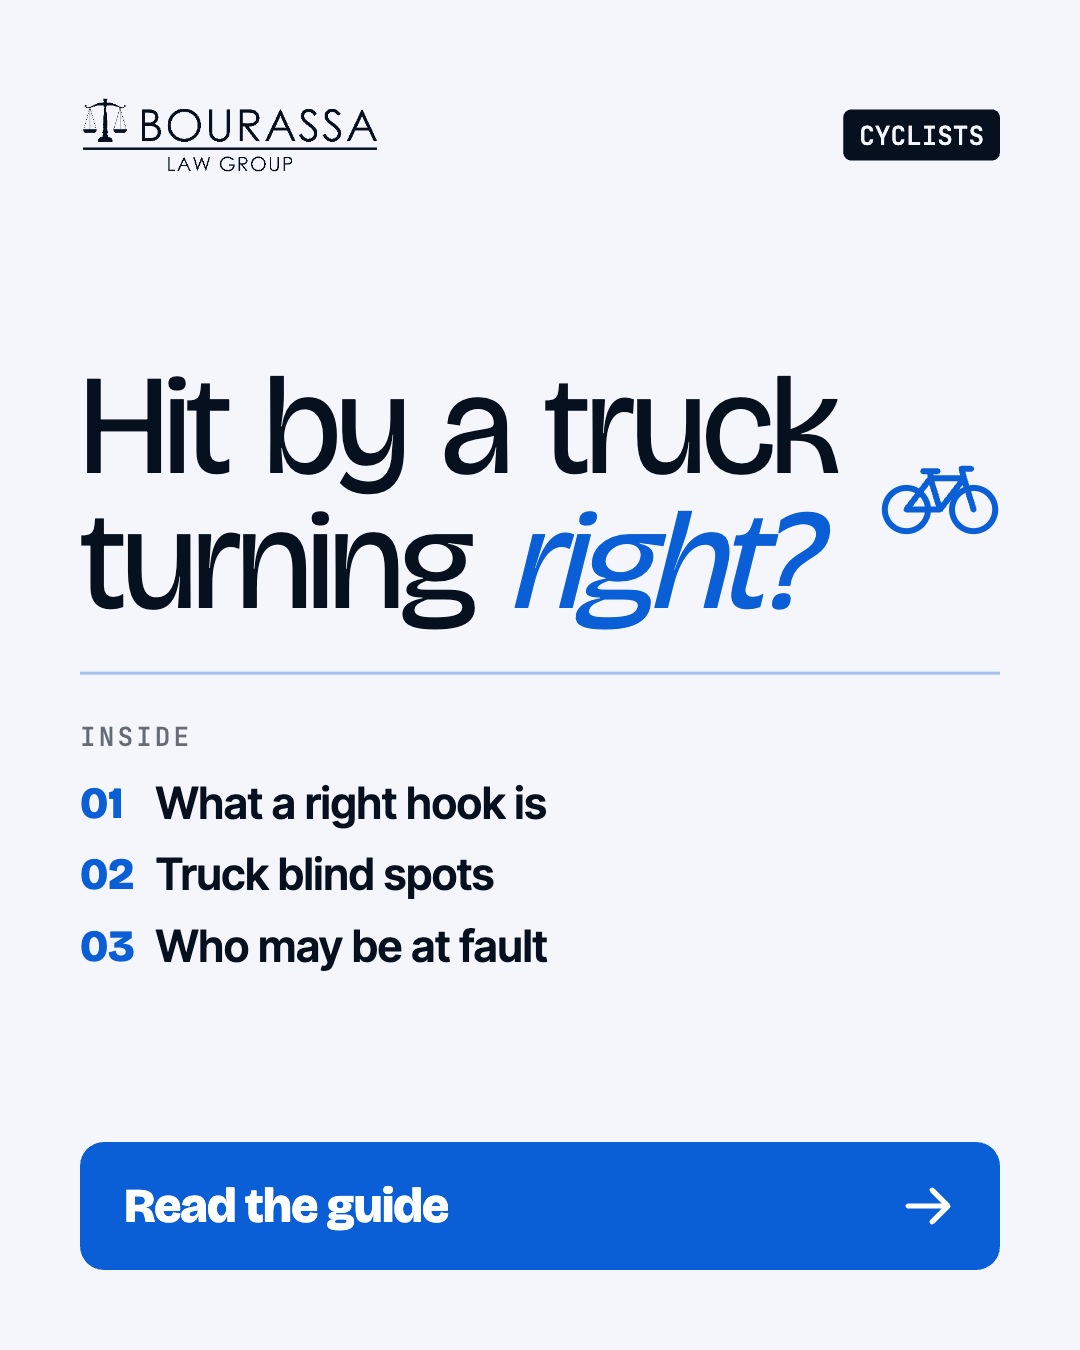 BOURASSA
LAW GROUP
CYCLISTS
Hit by a truck
turning right?
INSIDE
01 What a right hook is
02 Truck blind spots
03 Who may be at fault
Read the guide